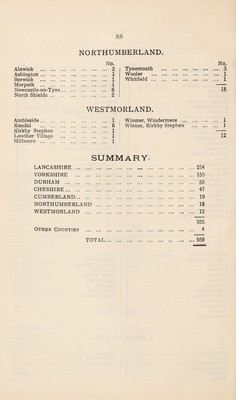 88
NORTHUMBERLAND.
No.
Alnwick ... 2
Ashington ... 1
Berwick ... 1
Morpeth ... 1
Newcastle-on-Tyne ... 6
North Shields ... 2
No.
Tynemouth ... 3
Wooler ... 1
Whitfield ... 1
18
WESTMORLAND.
Ambleside ... 1
Kendal ... 6
Kirkby Stephen ... 1
Lowther Village ... 1
Milbourn ... 1
Winster, Windermere ... 1
Winton, Kirkby Stephen ... 1
12
SUMMARY.
LANCASHIRE ... 254
YORKSHIRE ... 155
DURHAM ... 50
CHESHIRE ... 47
CUMBERLAND ... 19
NORTHUMBERLAND ... 18
WESTMORLAND ... 12
555
OTHER COUNTIES ... 4
TOTAL ... 559